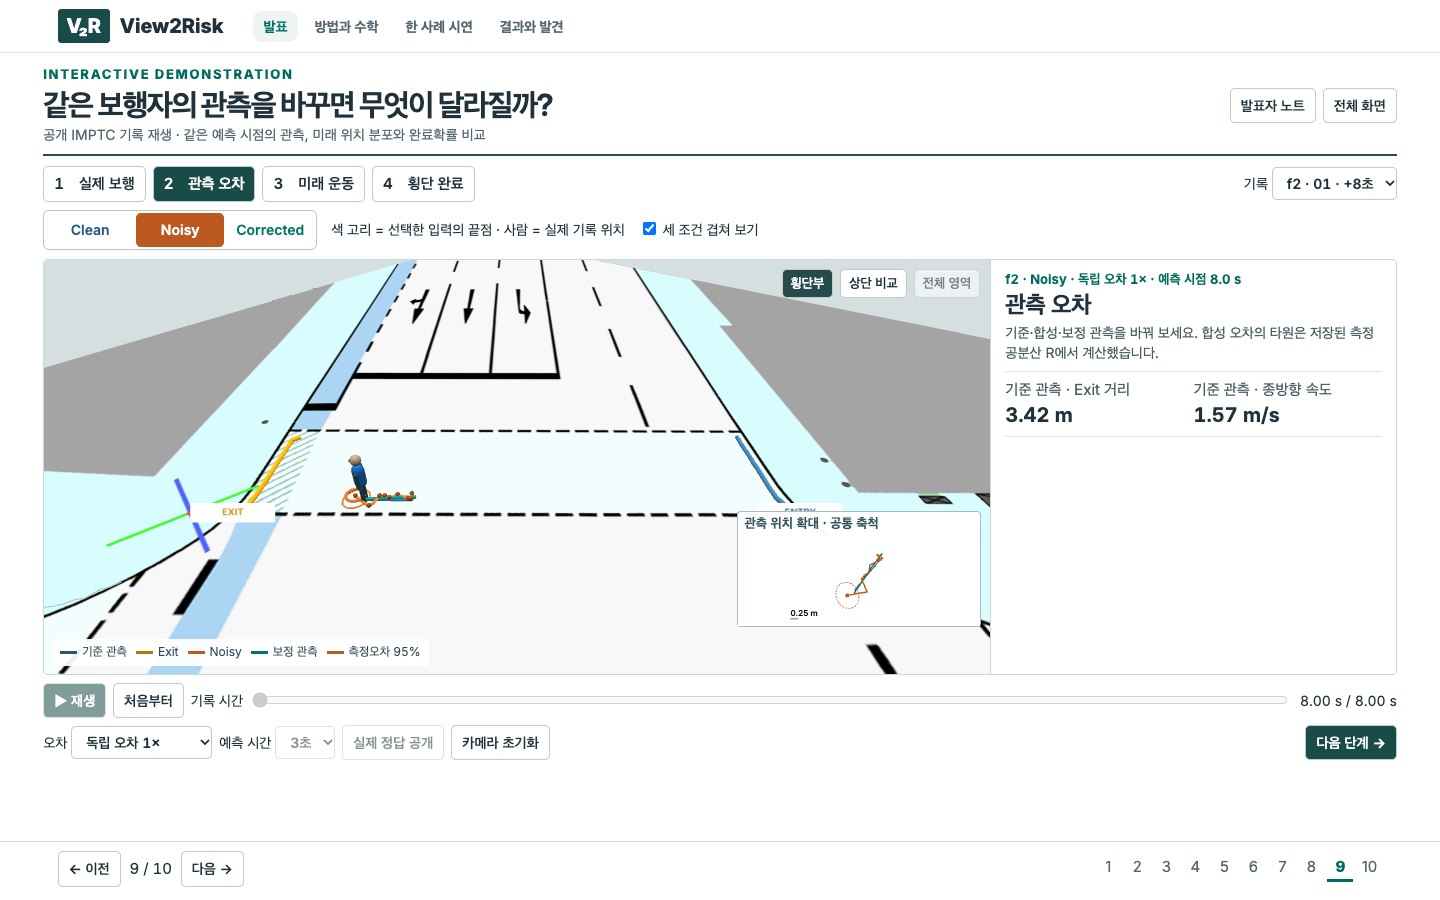 V2R View2Risk 발표 방법과 수학 한 사례 시연 결과와 발견
INTERACTIVE DEMONSTRATION
같은 보행자의 관측을 바꾸면 무엇이 달라질까?
공개 IMPTC 기록 재생 · 같은 예측 시점의 관측, 미래 위치 분포와 완료확률 비교
발표자 노트 전체 화면
1 실제 보행 2 관측 오차 3 미래 운동 4 횡단 완료
기록 f2 · 01 · +8초
Clean Noisy Corrected 색 고리 = 선택한 입력의 끝점 · 사람 = 실제 기록 위치 세 조건 겹쳐 보기
횡단부 상단 비교 전체 영역
EXIT
관측 위치 확대 · 공통 축척
0.25 m
기준 관측 Exit Noisy 보정 관측 측정오차 95%
f2 · Noisy · 독립 오차 1× · 예측 시점 8.0 s
관측 오차
기준·합성·보정 관측을 바꿔 보세요. 합성 오차의 타원은 저장된 측정
공분산 R에서 계산했습니다.
기준 관측 · Exit 거리 기준 관측 · 종방향 속도
3.42 m 1.57 m/s
▶ 재생 처음부터 기록 시간 8.00 s / 8.00 s
오차 독립 오차 1× 예측 시간 3초 실제 정답 공개 카메라 초기화 다음 단계 →
← 이전 9 / 10 다음 → 1 2 3 4 5 6 7 8 9 10